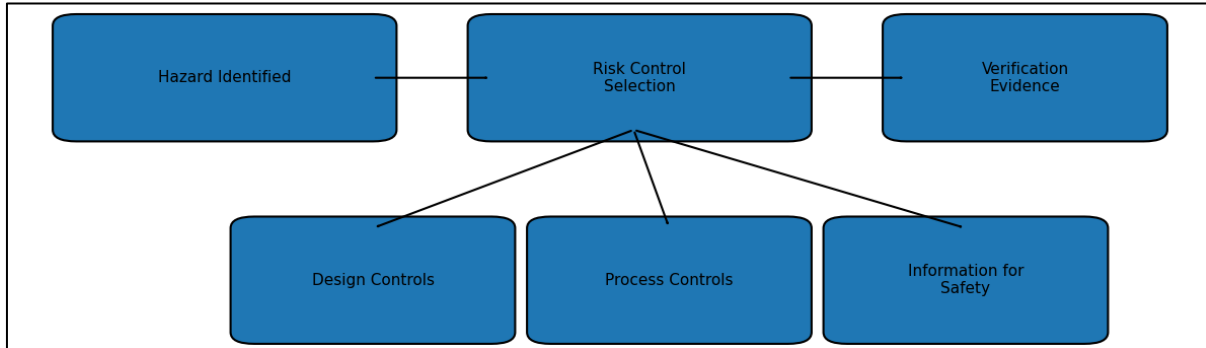 Hazard Identified
Risk Control
Selection
Verification
Evidence
Design Controls
Process Controls
Information for
Safety